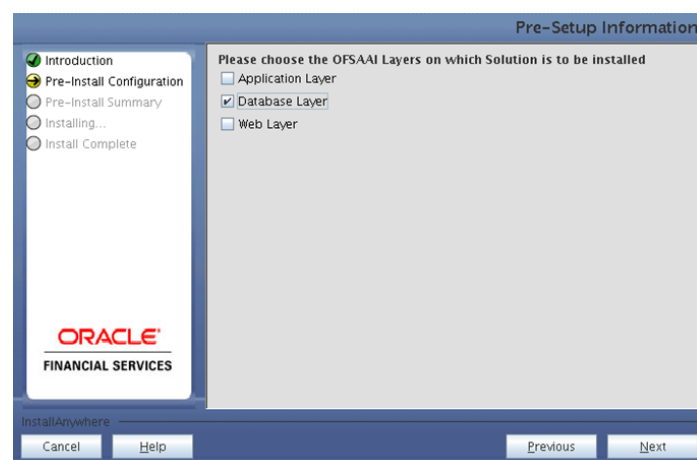 Pre-Setup Information
Introduction
Pre-Install Configuration
Pre-Install Summary
Installing...
Install Complete
Please choose the OFSAAI Layers on which Solution is to be installed
Application Layer
Database Layer
Web Layer
ORACLE
FINANCIAL SERVICES
InstallAnywhere
Cancel
Help
Previous
Next